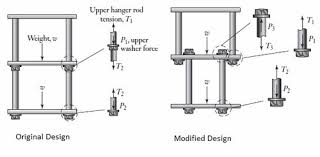 Upper hanger rod
tension, T₁
Weight, w
P₁, upper
washer force
T₂
w
P₂
T₂
Original Design
w
P₃
T₃
T₁
P₁
w
T₂
P₂
T₂
Modified Design